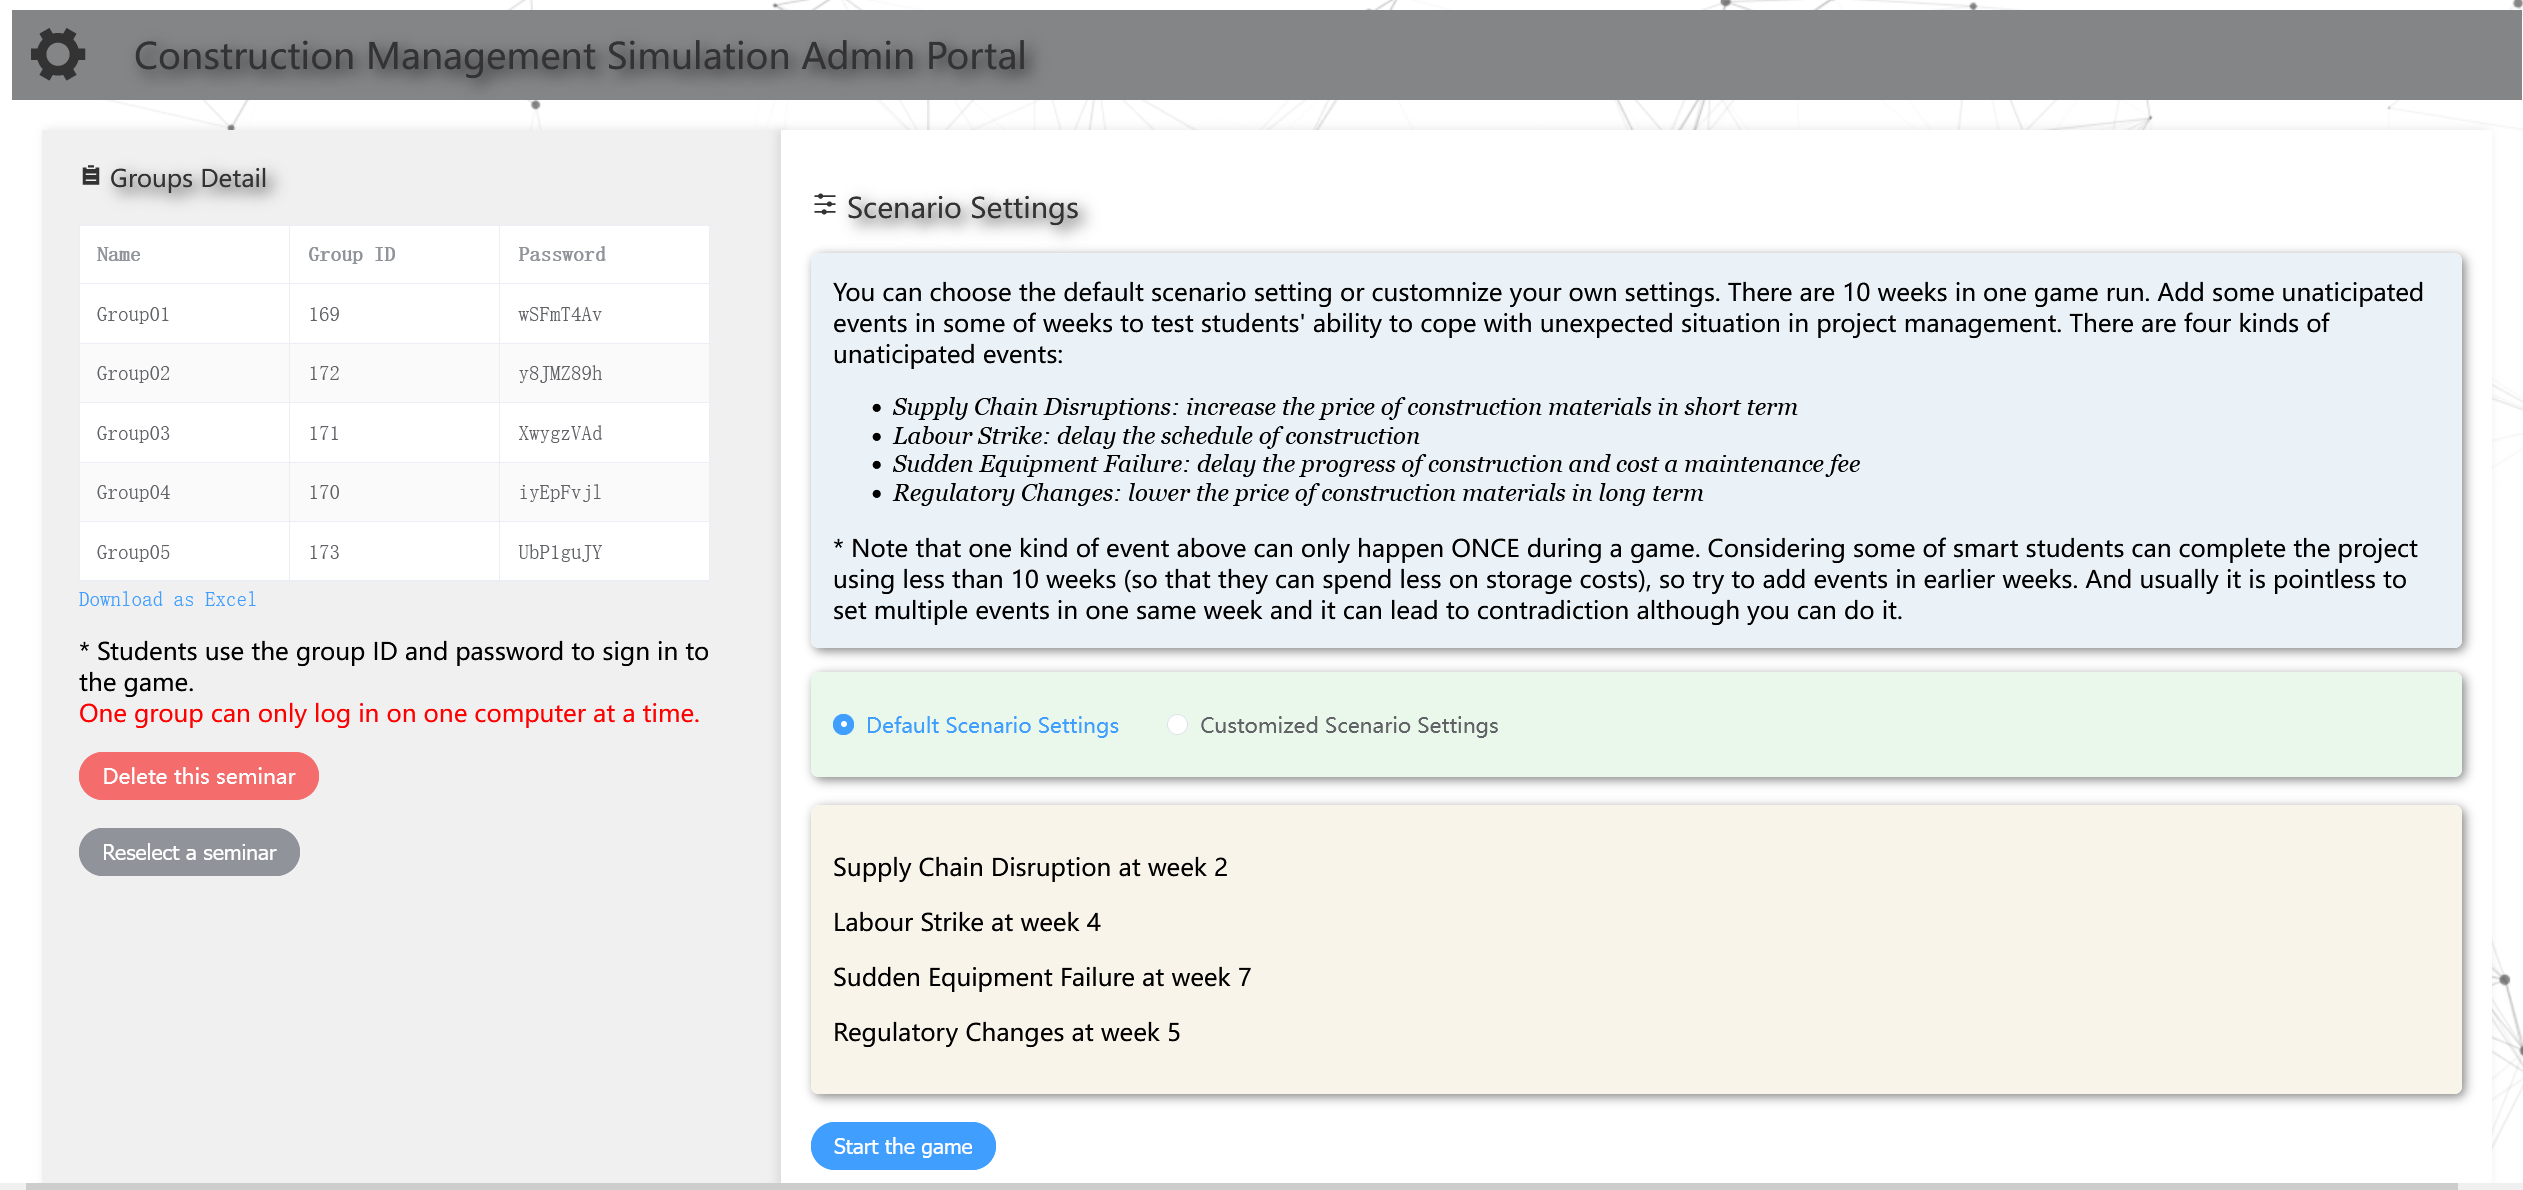 Construction Management Simulation Admin Portal
Groups Detail
Name Group ID Password
Group01 169 wSFmT4Av
Group02 172 y8JMZ89h
Group03 171 XwygzVAd
Group04 170 iyEpFvjl
Group05 173 UbP1guJY
Download as Excel
* Students use the group ID and password to sign in to
the game.
One group can only log in on one computer at a time.
Delete this seminar
Reselect a seminar
Scenario Settings
You can choose the default scenario setting or customnize your own settings. There are 10 weeks in one game run. Add some unaticipated
events in some of weeks to test students' ability to cope with unexpected situation in project management. There are four kinds of
unaticipated events:
• Supply Chain Disruptions: increase the price of construction materials in short term
• Labour Strike: delay the schedule of construction
• Sudden Equipment Failure: delay the progress of construction and cost a maintenance fee
• Regulatory Changes: lower the price of construction materials in long term
* Note that one kind of event above can only happen ONCE during a game. Considering some of smart students can complete the project
using less than 10 weeks (so that they can spend less on storage costs), so try to add events in earlier weeks. And usually it is pointless to
set multiple events in one same week and it can lead to contradiction although you can do it.
Default Scenario Settings Customized Scenario Settings
Supply Chain Disruption at week 2
Labour Strike at week 4
Sudden Equipment Failure at week 7
Regulatory Changes at week 5
Start the game